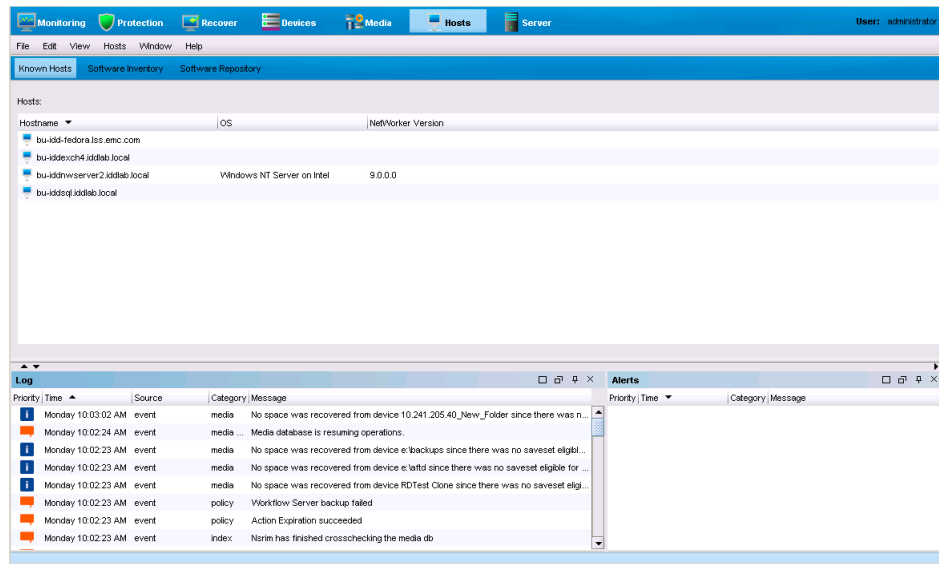 Monitoring Protection Recover Devices Media Hosts Server User: administrator
File Edit View Hosts Window Help
Known Hosts Software Inventory Software Repository
Hosts:
Hostname OS NetWorker Version
bu-idd-fedora.lss.emc.com
bu-iddexch4.iddlab.local
bu-iddnwserver2.iddlab.local Windows NT Server on Intel 9.0.0.0
bu-iddsql.iddlab.local
Log Alerts
Priority Time Source Category Message Priority Time Category Message
Monday 10:03:02 AM event media No space was recovered from device 10.241.205.40_New_Folder since there was n...
Monday 10:02:24 AM event media ... Media database is resuming operations.
Monday 10:02:23 AM event media No space was recovered from device e:\backups since there was no saveset eligibl...
Monday 10:02:23 AM event media No space was recovered from device e:\aftd since there was no saveset eligible for ...
Monday 10:02:23 AM event media No space was recovered from device RDTest Clone since there was no saveset eligi...
Monday 10:02:23 AM event policy Workflow Server backup failed
Monday 10:02:23 AM event policy Action Expiration succeeded
Monday 10:02:23 AM event index Nsrim has finished crosschecking the media db